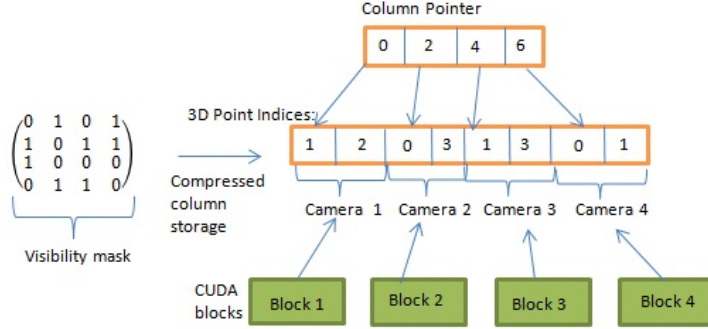 Column Pointer
0 2 4 6
3D Point Indices:
1 2 0 3 1 3 0 1
0 1 0 1
1 0 1 1
1 0 0 0
0 1 1 0
Compressed
column
storage
Camera 1 Camera 2 Camera 3 Camera 4
Visibility mask
CUDA
blocks
Block 1 Block 2 Block 3 Block 4